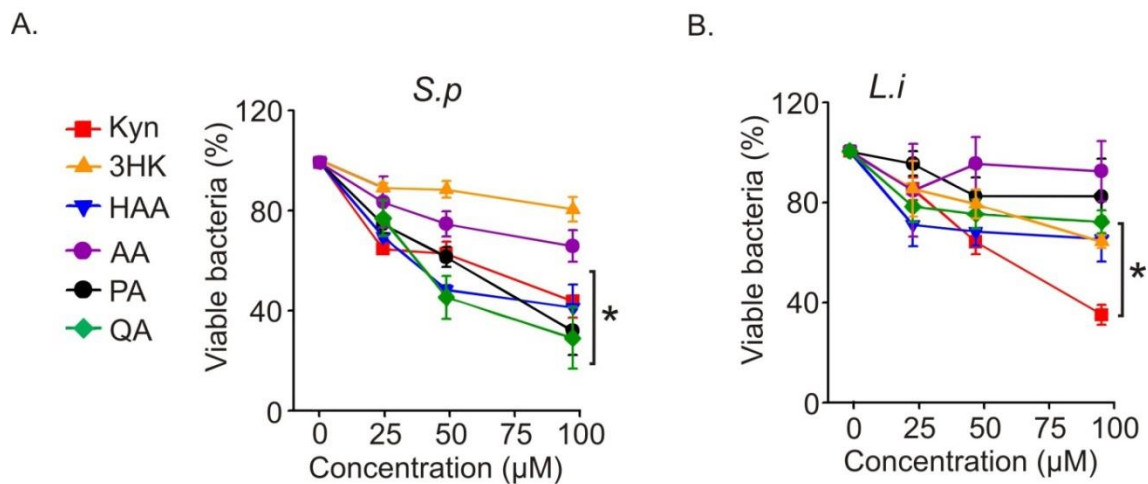 A.
B.
S.p
L.i
Kyn
3HK
HAA
AA
PA
QA
Viable bacteria (%)
120
80
40
0
0 25 50 75 100
Concentration (µM)
*
Viable bacteria (%)
120
80
40
0
0 25 50 75 100
Concentration (µM)
*